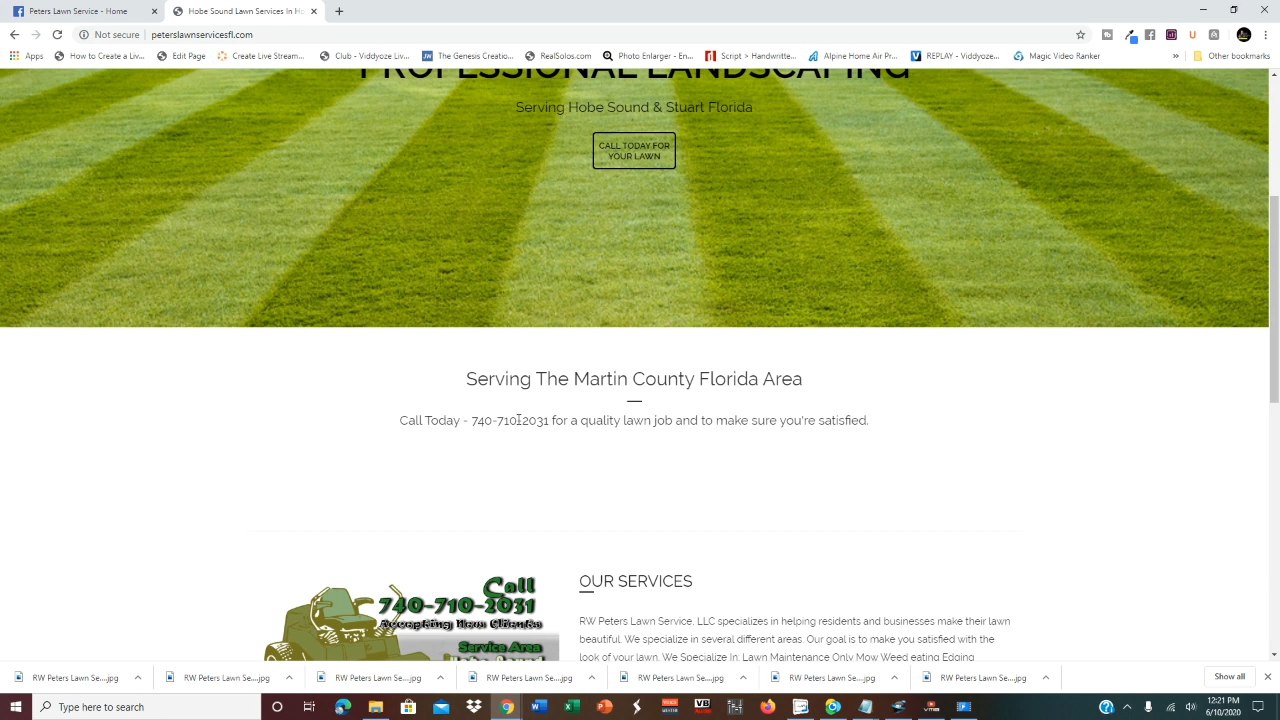 Peters Lawn Services - Home
Hobe Sound Lawn Services In Ho
Not secure | peterslawnservicesfl.com
Apps
How to Create a Liv...
Edit Page
Create Live Stream...
Club - Viddyoze...
The Genesis Creatio...
RealSolos.com
Photo Enlarger - En...
Script > Handwritte...
Alpine Home Air Pr...
REPLAY - Viddyoze...
Magic Video Ranker
»
Other bookmarks
PROFESSIONAL LANDSCAPING
Serving Hobe Sound & Stuart Florida
CALL TODAY FOR
YOUR LAWN
Serving The Martin County Florida Area
Call Today - 740-710-2031 for a quality lawn job and to make sure you're satisfied.
Call
740-710-2031
Accepting New Clients
Service Area
Hobe Sound
OUR SERVICES
RW Peters Lawn Service, LLC specializes in helping residents and businesses make their lawn
beautiful. We specialize in several different areas. Our goal is to make you satisfied with the
look of your lawn. We Specialize In: Lawn Maintenance Only Mow Weed eating Edging
RW Peters Lawn Se....jpg
RW Peters Lawn Se....jpg
RW Peters Lawn Se....jpg
RW Peters Lawn Se....jpg
RW Peters Lawn Se....jpg
RW Peters Lawn Se....jpg
RW Peters Lawn Se....jpg
Show all
Type here to search
12:21 PM
6/10/2020